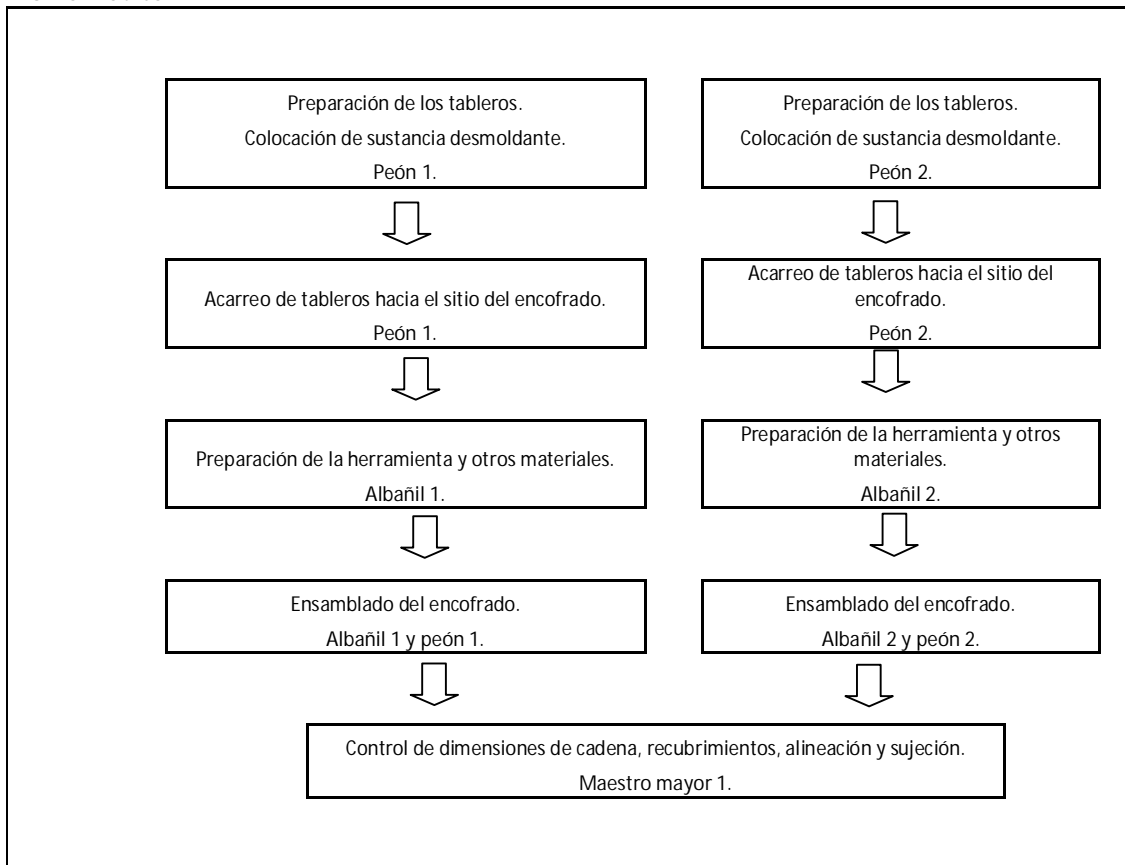 Preparación de los tableros.
Colocación de sustancia desmoldante.
Peón 1.
Preparación de los tableros.
Colocación de sustancia desmoldante.
Peón 2.
Acarreo de tableros hacia el sitio del encofrado.
Peón 1.
Acarreo de tableros hacia el sitio del
encofrado.
Peón 2.
Preparación de la herramienta y otros materiales.
Albañil 1.
Preparación de la herramienta y otros
materiales.
Albañil 2.
Ensamblado del encofrado.
Albañil 1 y peón 1.
Ensamblado del encofrado.
Albañil 2 y peón 2.
Control de dimensiones de cadena, recubrimientos, alineación y sujeción.
Maestro mayor 1.